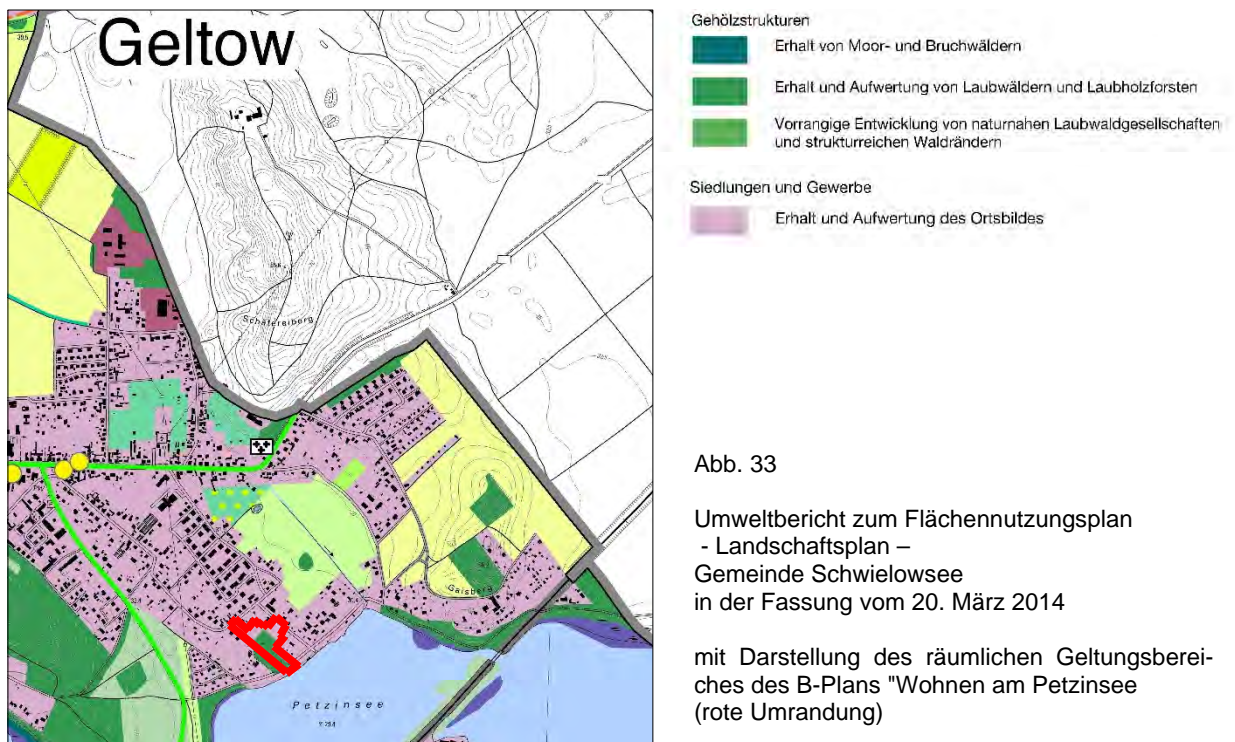 Geltow
Schäfereiberg
Gaisberg
Petzinsee
Gehölzstrukturen
Erhalt von Moor- und Bruchwäldern
Erhalt und Aufwertung von Laubwäldern und Laubholzforsten
Vorrangige Entwicklung von naturnahen Laubwaldgesellschaften
und strukturreichen Waldrändern
Siedlungen und Gewerbe
Erhalt und Aufwertung des Ortsbildes
Abb. 33
Umweltbericht zum Flächennutzungsplan
- Landschaftsplan –
Gemeinde Schwielowsee
in der Fassung vom 20. März 2014
mit Darstellung des räumlichen Geltungsberei-
ches des B-Plans "Wohnen am Petzinsee
(rote Umrandung)